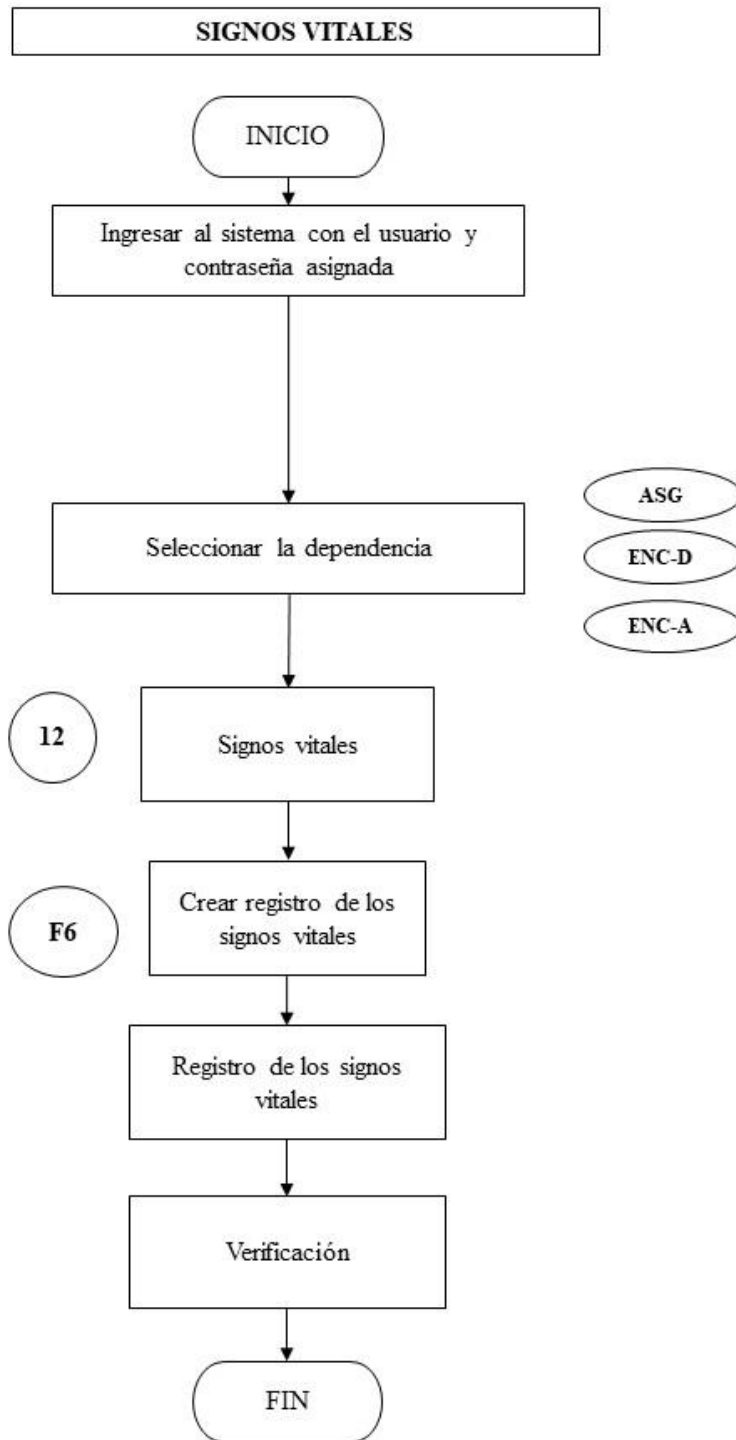 SIGNOS VITALES
INICIO
Ingresar al sistema con el usuario y
contraseña asignada
Seleccionar la dependencia
ASG
ENC-D
ENC-A
12
Signos vitales
F6
Crear registro de los
signos vitales
Registro de los signos
vitales
Verificación
FIN